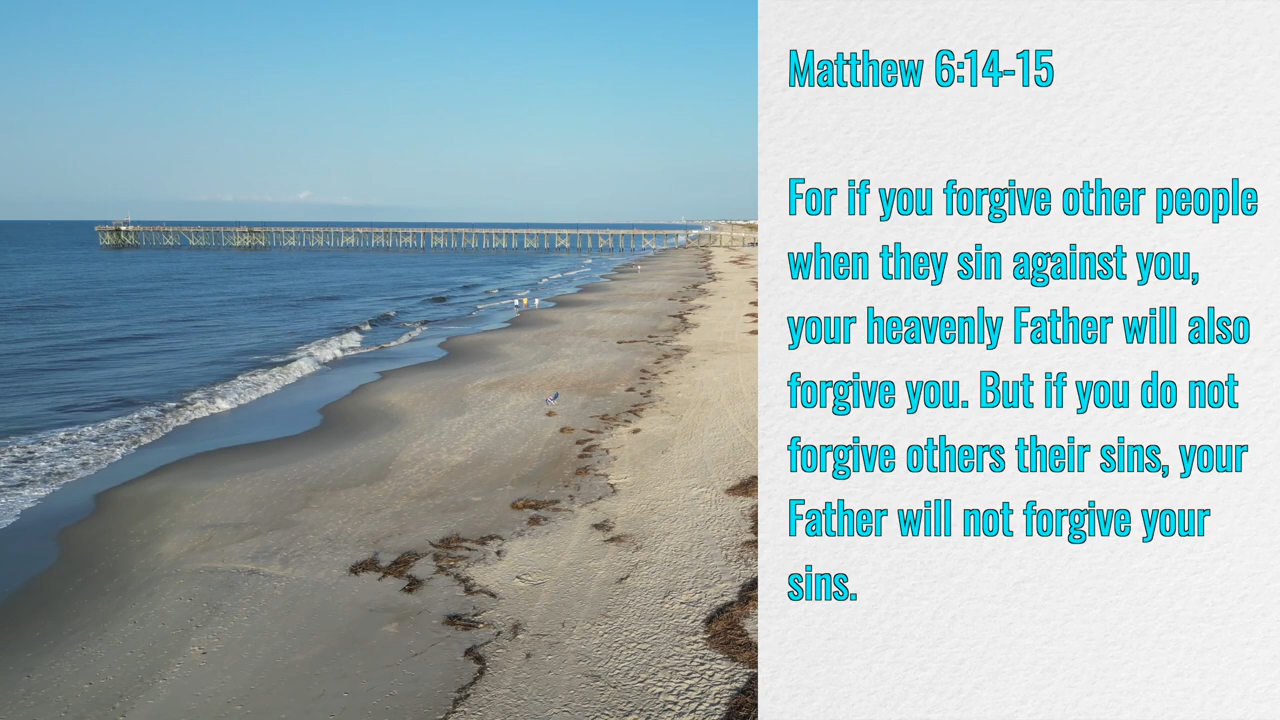 Matthew 6:14-15
For if you forgive other people
when they sin against you,
your heavenly Father will also
forgive you. But if you do not
forgive others their sins, your
Father will not forgive your
sins.